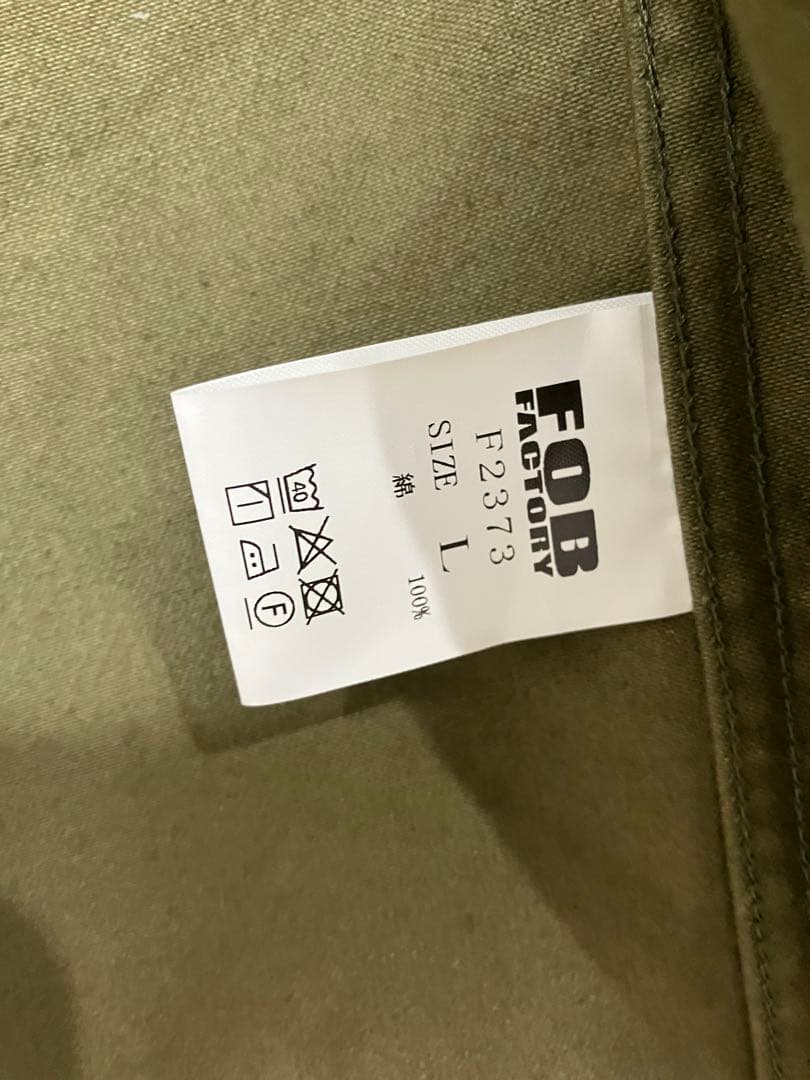 FOB
FACTORY
F2373
SIZE L
綿 100%
40
F